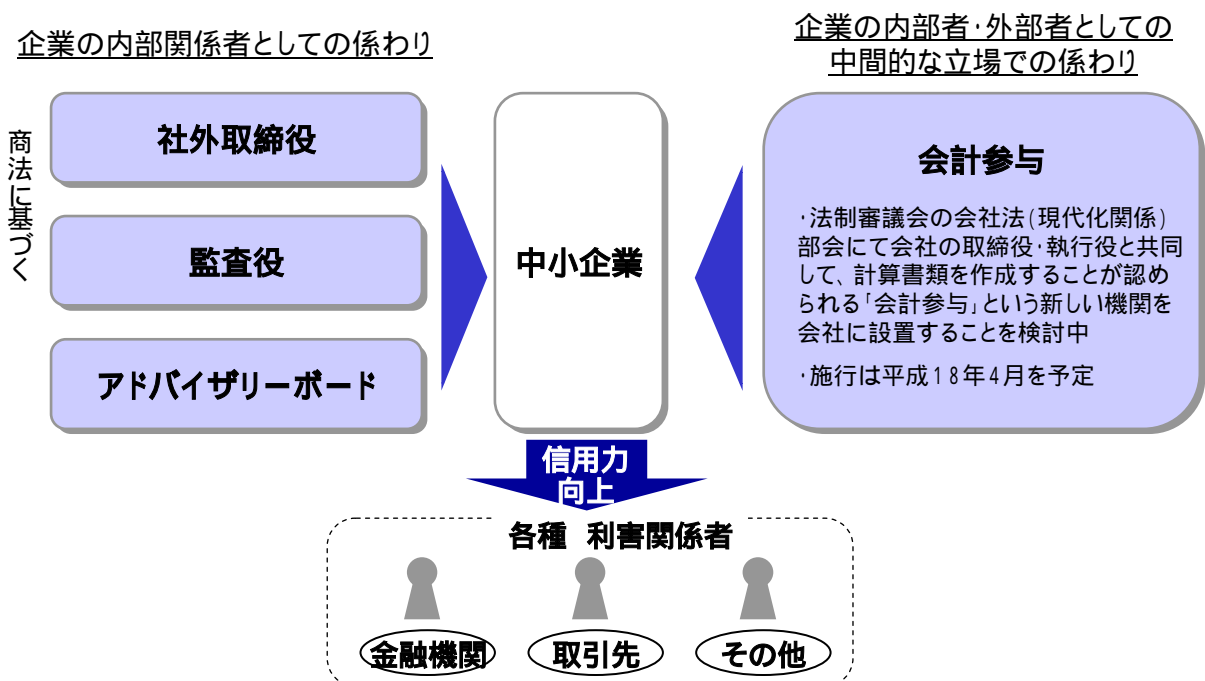 企業の内部関係者としての係わり
商法に基づく
社外取締役
監査役
アドバイザリーボード
中小企業
企業の内部者・外部者としての
中間的な立場での係わり
会計参与
・法制審議会の会社法(現代化関係)
部会にて会社の取締役・執行役と共同
して、計算書類を作成することが認め
られる「会計参与」という新しい機関を
会社に設置することを検討中
・施行は平成18年4月を予定
信用力
向上
各種 利害関係者
金融機関
取引先
その他